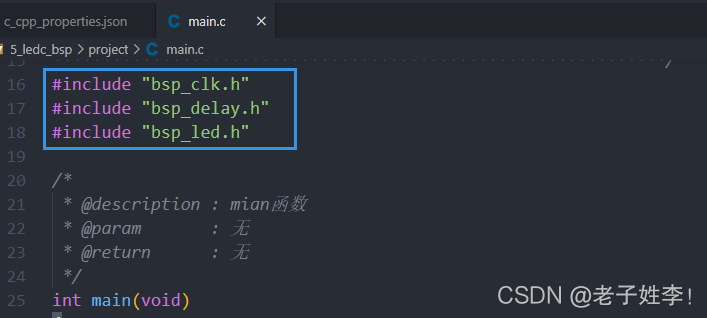 c_cpp_properties.json
C main.c ×
5_ledc_bsp > project > C main.c
15 */
16 #include "bsp_clk.h"
17 #include "bsp_delay.h"
18 #include "bsp_led.h"
19
20 /*
21 * @description : mian函数
22 * @param : 无
23 * @return : 无
24 */
25 int main(void)
CSDN @老子姓李!